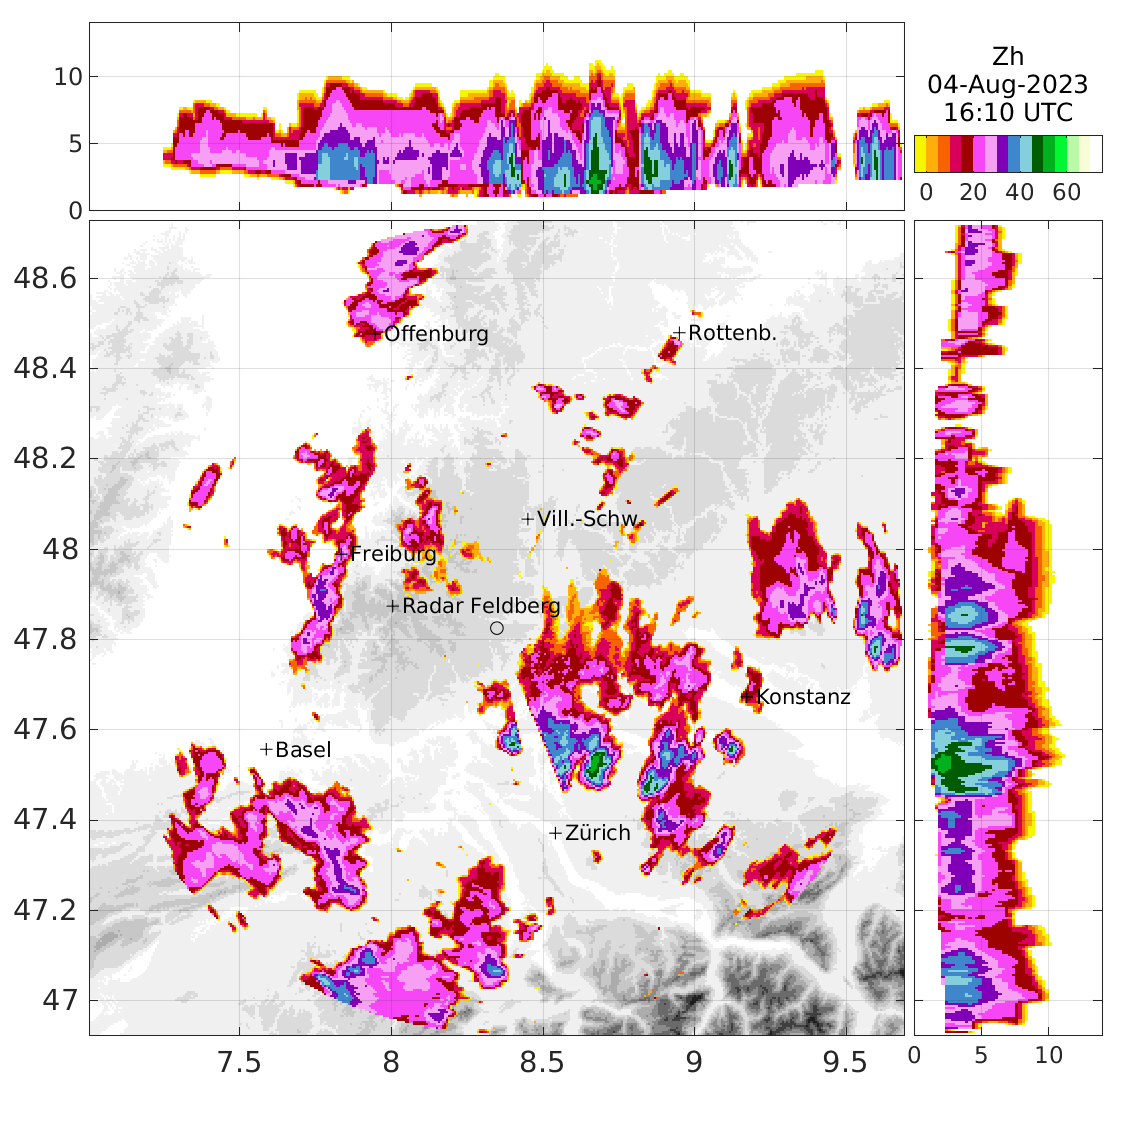 10
5
0
Zh
04-Aug-2023
16:10 UTC
0 20 40 60
48.6
48.4
48.2
48
47.8
47.6
47.4
47.2
47
Offenburg
Rottenb.
Vill.-Schw.
Freiburg
Radar Feldberg
Konstanz
Basel
Zürich
7.5 8 8.5 9 9.5
0 5 10